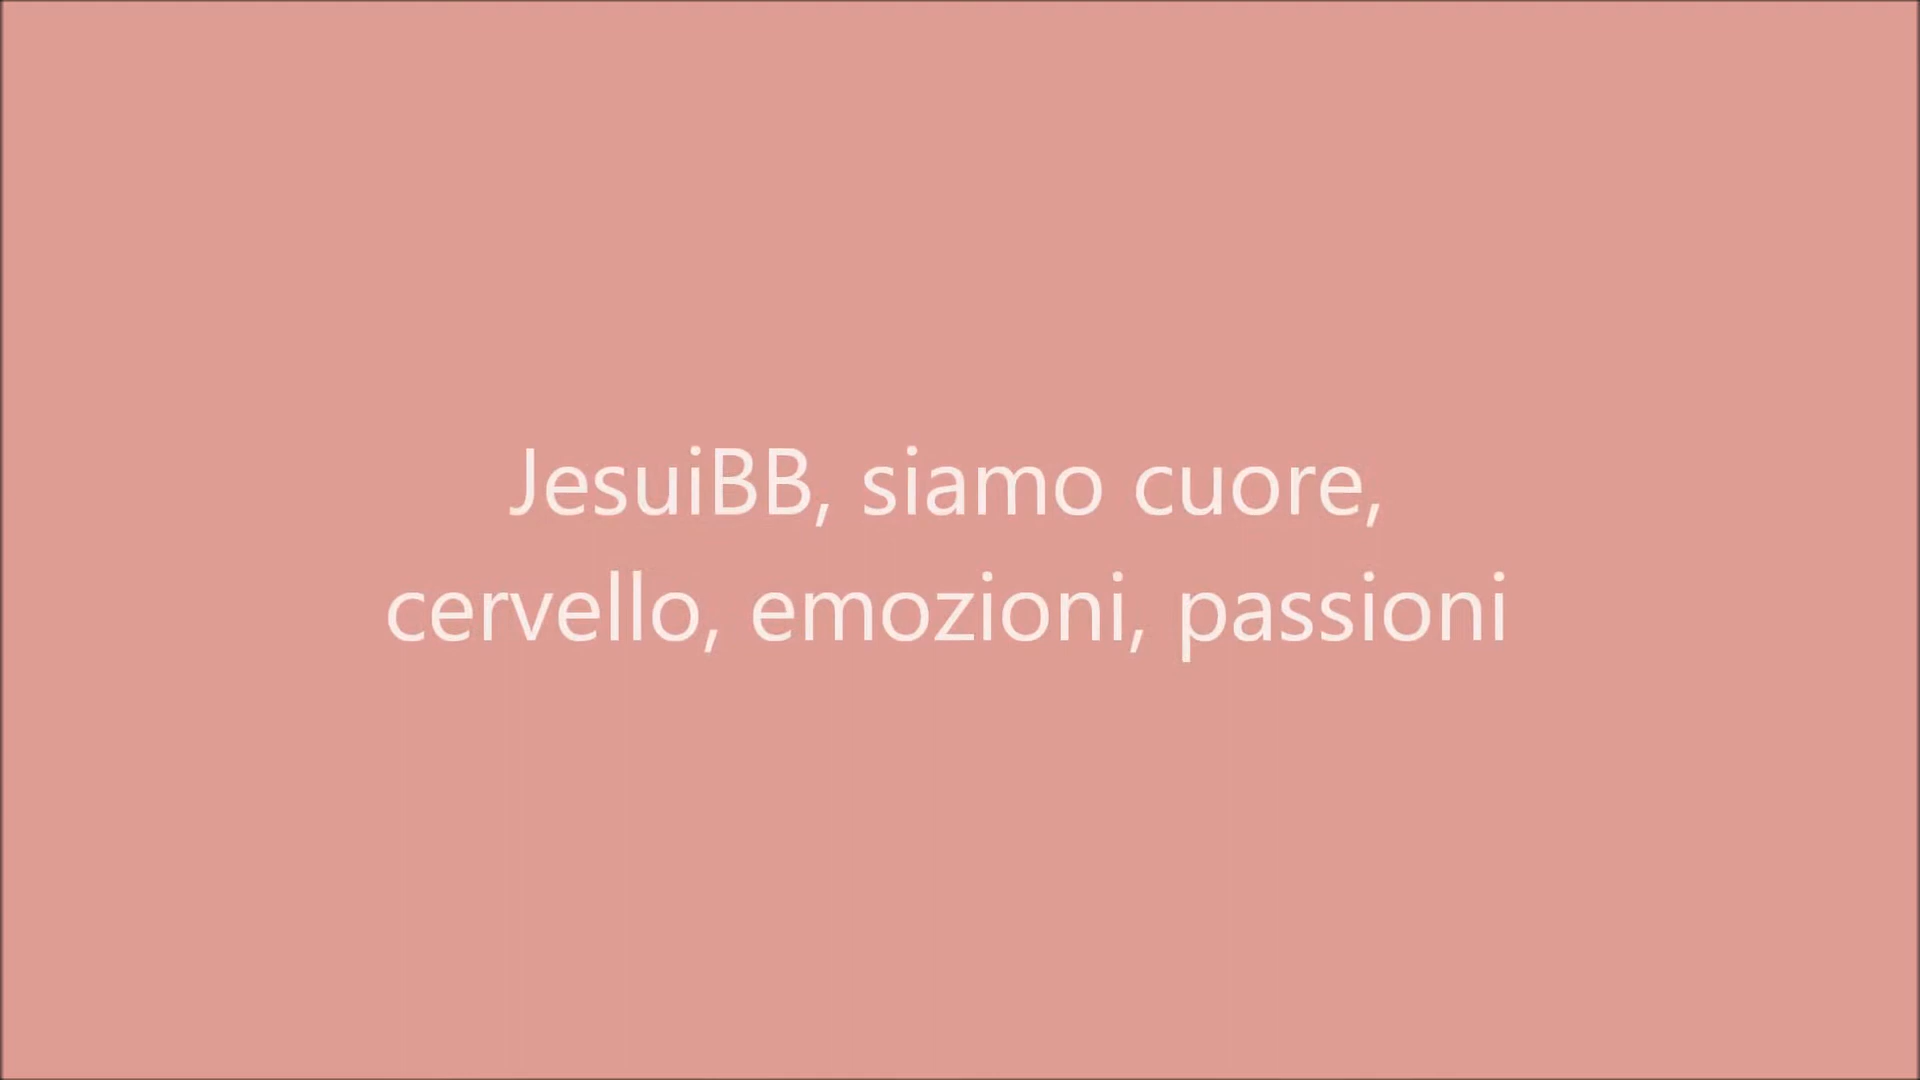 JesuiBB, siamo cuore,
cervello, emozioni, passioni